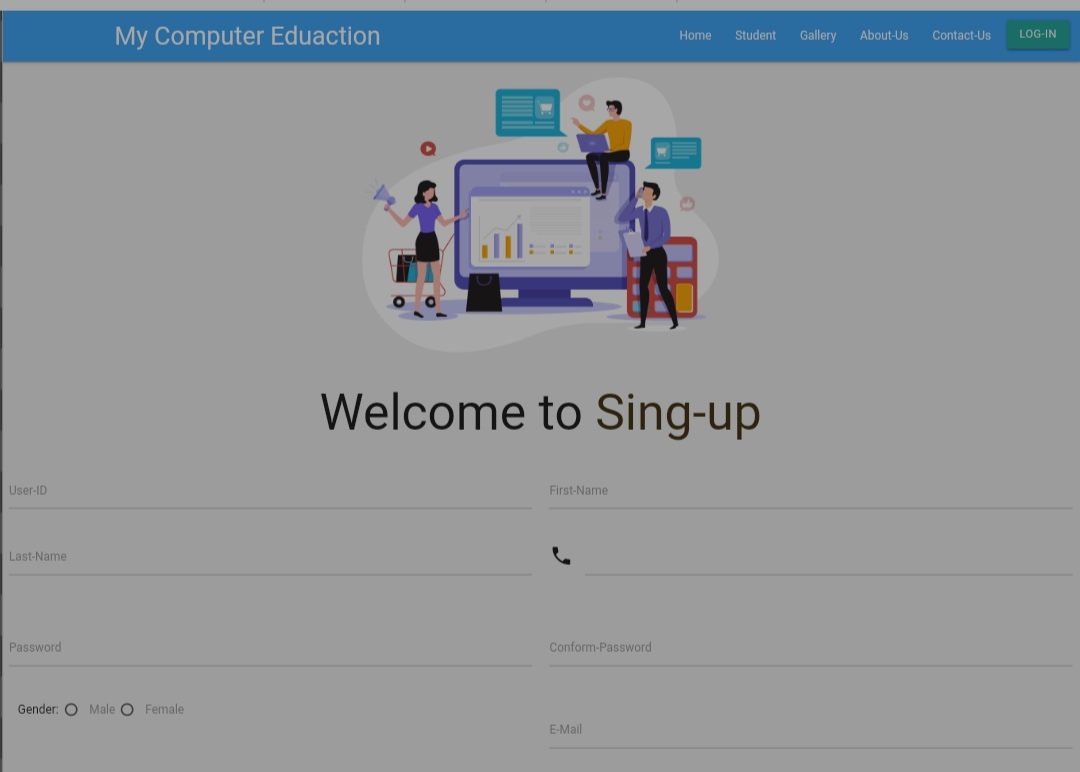 My Computer Eduaction
Home Student Gallery About-Us Contact-Us LOG-IN
Welcome to Sing-up
User-ID First-Name
Last-Name
Password Conform-Password
Gender: Male Female
E-Mail